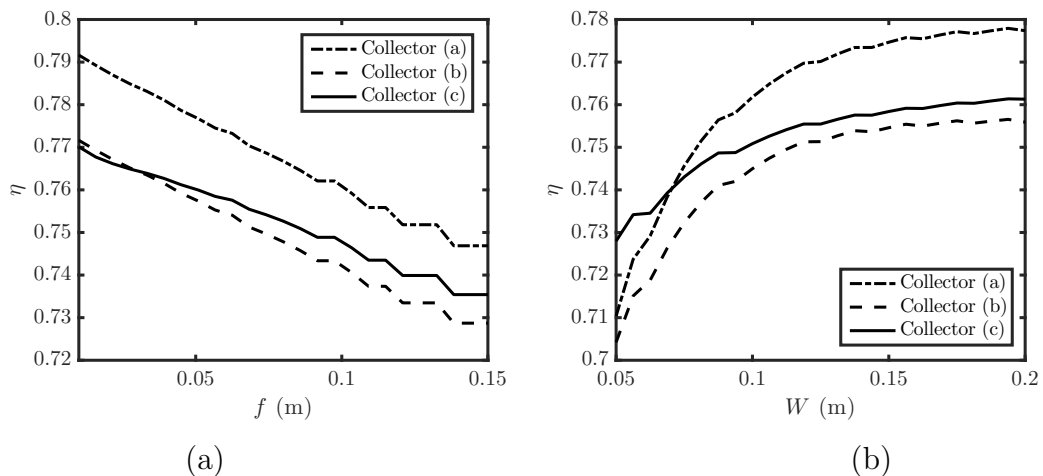 0.8
0.79
0.78
0.77
0.76
0.75
0.74
0.73
0.72
η
0.05
0.1
0.15
f (m)
Collector (a)
Collector (b)
Collector (c)
(a)
0.78
0.77
0.76
0.75
0.74
0.73
0.72
0.71
0.7
η
0.05
0.1
0.15
0.2
W (m)
Collector (a)
Collector (b)
Collector (c)
(b)